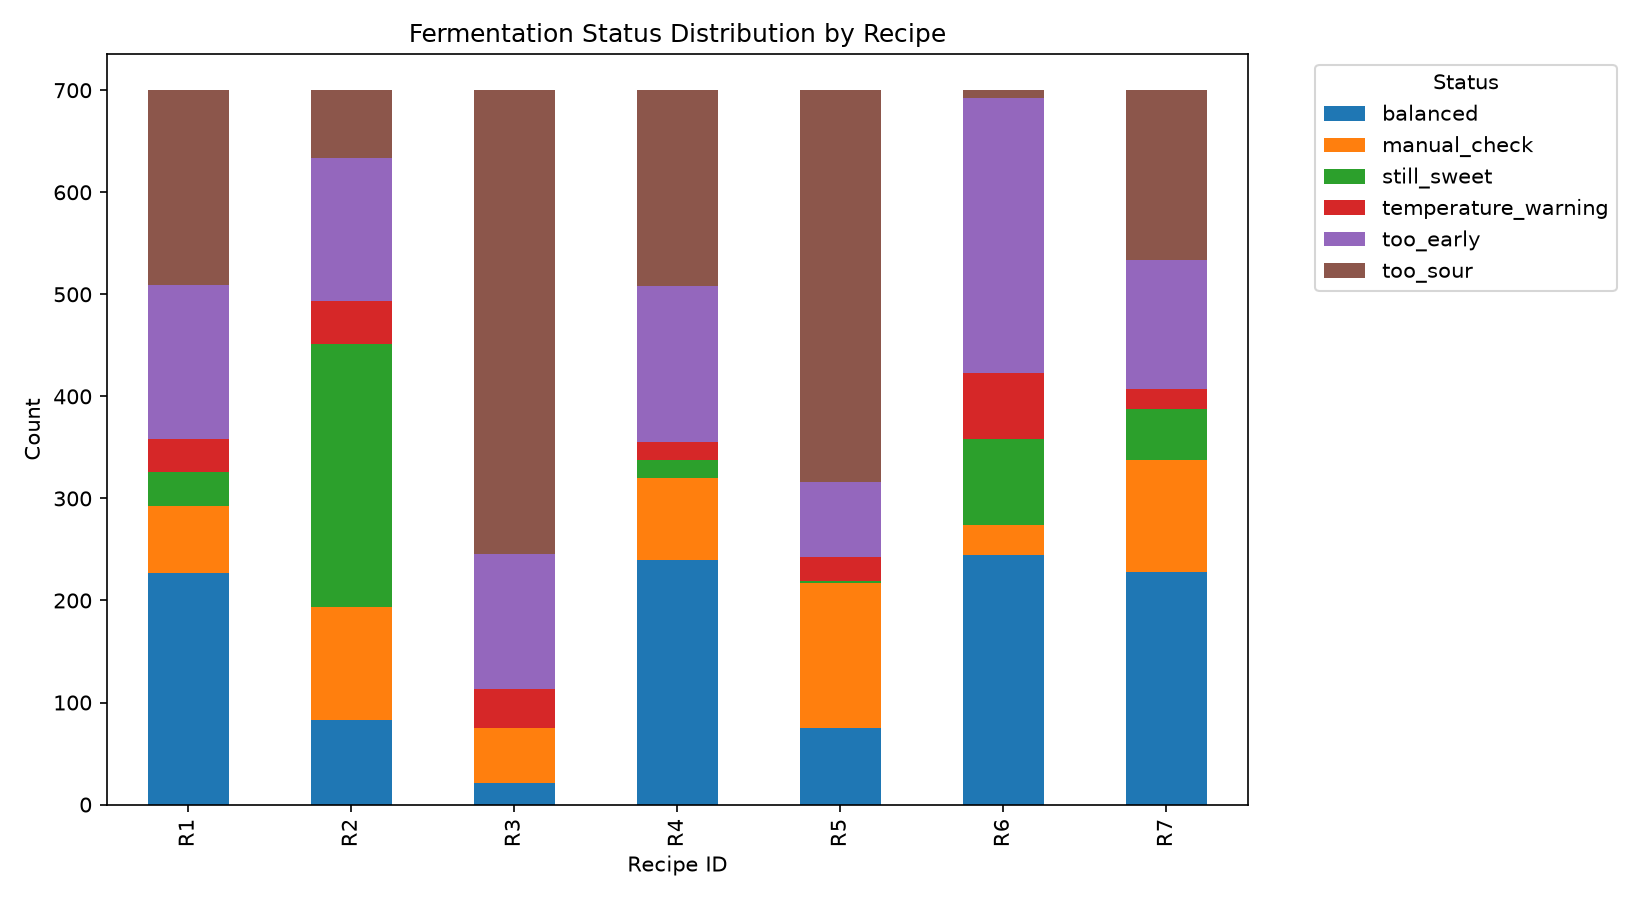 Fermentation Status Distribution by Recipe
Status
balanced
manual_check
still_sweet
temperature_warning
too_early
too_sour
Count
700
600
500
400
300
200
100
0
R1 R2 R3 R4 R5 R6 R7
Recipe ID